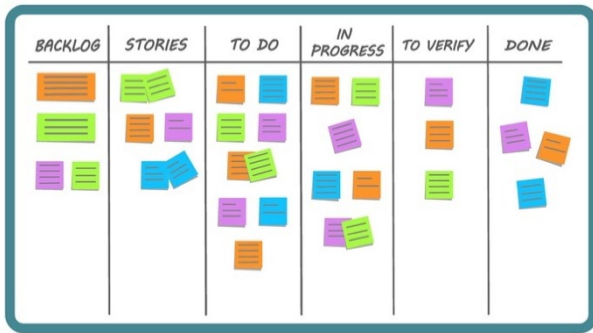 BACKLOG
STORIES
TO DO
IN
PROGRESS
TO VERIFY
DONE